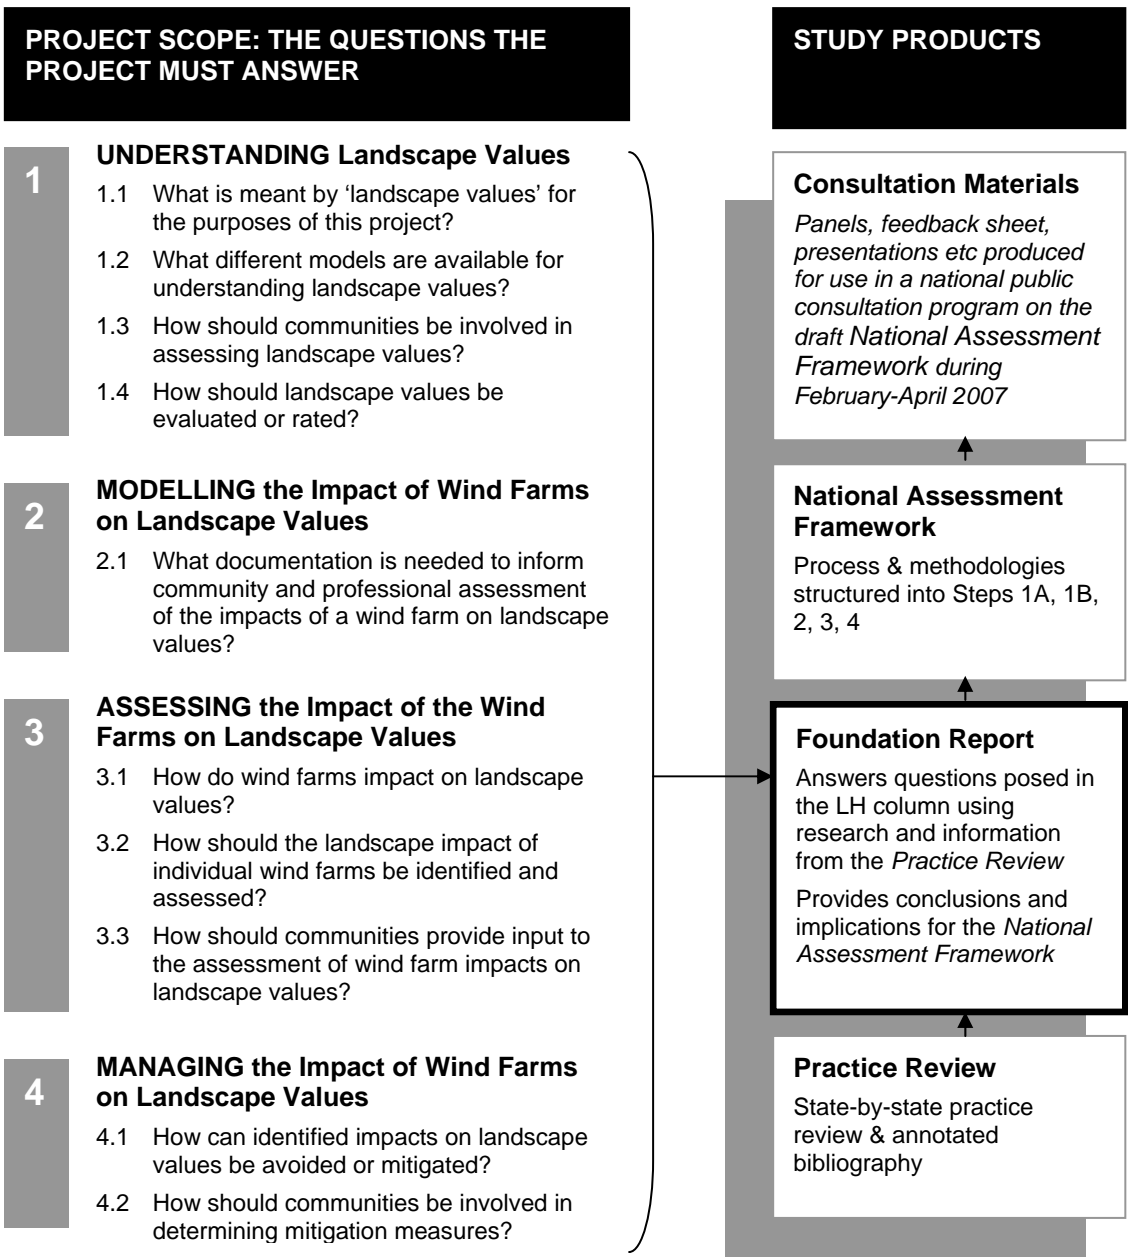 PROJECT SCOPE: THE QUESTIONS THE
PROJECT MUST ANSWER
1
UNDERSTANDING Landscape Values
1.1 What is meant by ‘landscape values’ for
the purposes of this project?
1.2 What different models are available for
understanding landscape values?
1.3 How should communities be involved in
assessing landscape values?
1.4 How should landscape values be
evaluated or rated?
2
MODELLING the Impact of Wind Farms
on Landscape Values
2.1 What documentation is needed to inform
community and professional assessment
of the impacts of a wind farm on landscape
values?
3
ASSESSING the Impact of the Wind
Farms on Landscape Values
3.1 How do wind farms impact on landscape
values?
3.2 How should the landscape impact of
individual wind farms be identified and
assessed?
3.3 How should communities provide input to
the assessment of wind farm impacts on
landscape values?
4
MANAGING the Impact of Wind Farms
on Landscape Values
4.1 How can identified impacts on landscape
values be avoided or mitigated?
4.2 How should communities be involved in
determining mitigation measures?
STUDY PRODUCTS
Consultation Materials
Panels, feedback sheet,
presentations etc produced
for use in a national public
consultation program on the
draft National Assessment
Framework during
February-April 2007
National Assessment
Framework
Process & methodologies
structured into Steps 1A, 1B,
2, 3, 4
Foundation Report
Answers questions posed in
the LH column using
research and information
from the Practice Review
Provides conclusions and
implications for the National
Assessment Framework
Practice Review
State-by-state practice
review & annotated
bibliography